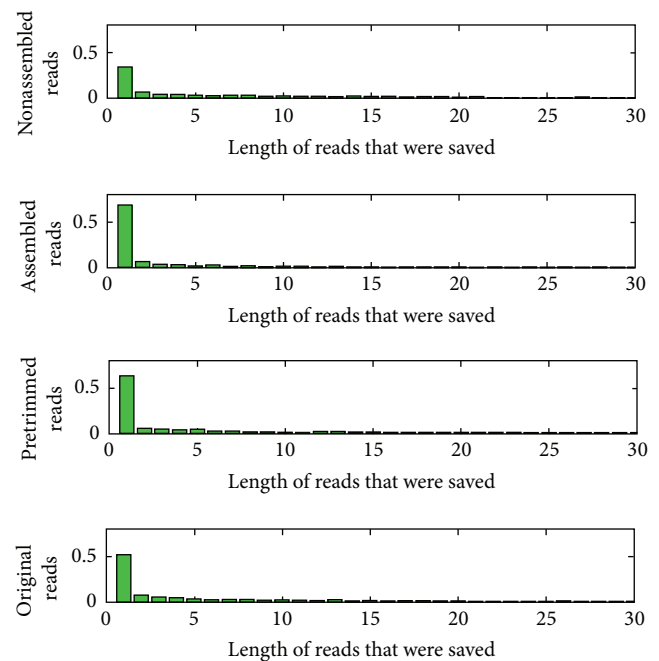 Nonassembled
reads
0.5
0
0 5 10 15 20 25 30
Length of reads that were saved
Assembled
reads
0.5
0
0 5 10 15 20 25 30
Length of reads that were saved
Pretrimmed
reads
0.5
0
0 5 10 15 20 25 30
Length of reads that were saved
Original
reads
0.5
0
0 5 10 15 20 25 30
Length of reads that were saved